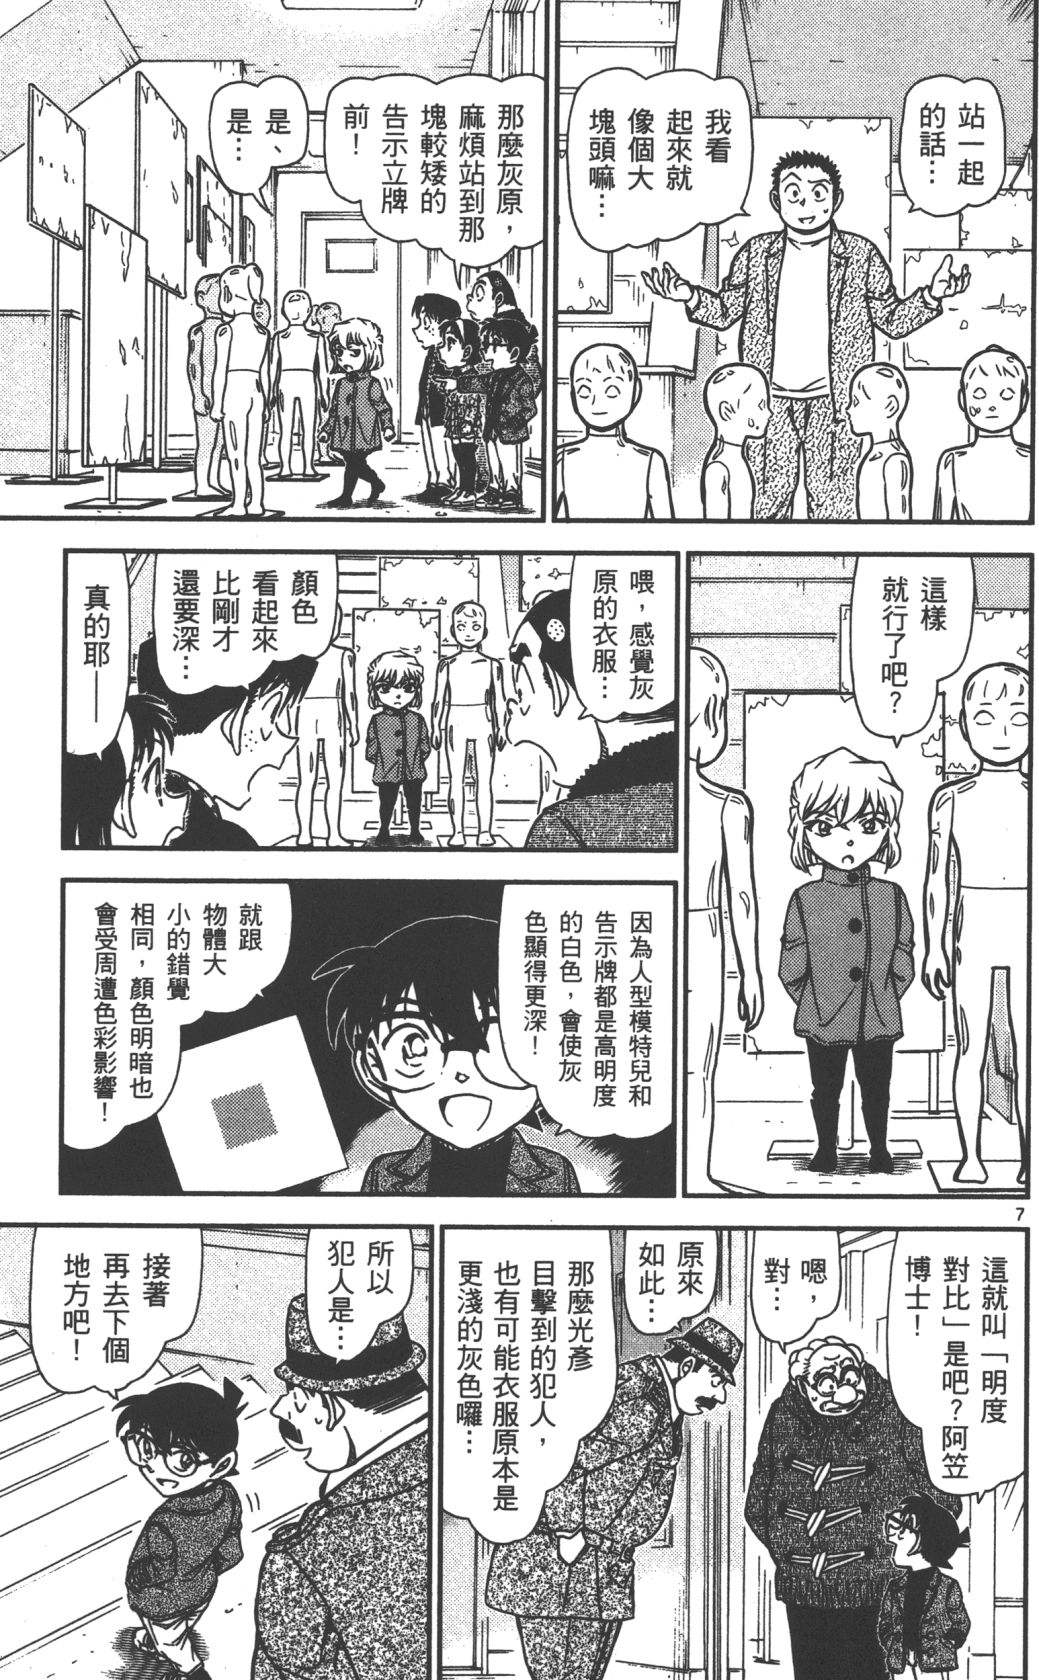 站一起
的話…
我看
起來就
像個大
塊頭嘛…
那麼灰原，
麻煩站到那
塊較矮的
告示立牌
前！
是、
是…
這樣
就行了吧？
喂，感覺灰
原的衣服…
顏色
看起來
比剛才
還要深…
真的耶——
因為人型模特兒和
告示牌都是高明度
的白色，會使灰
色顯得更深！
就跟
物體大
小的錯覺
相同，顏色明暗也
會受周遭色彩影響！
7
這就叫「明度
對比」是吧？阿笠
博士！
嗯，
對…
原來
如此…
那麼光彥
目擊到的犯人，
也有可能衣服原本是
更淺的灰色囉…
所以
犯人是…
接著
再去下個
地方吧！